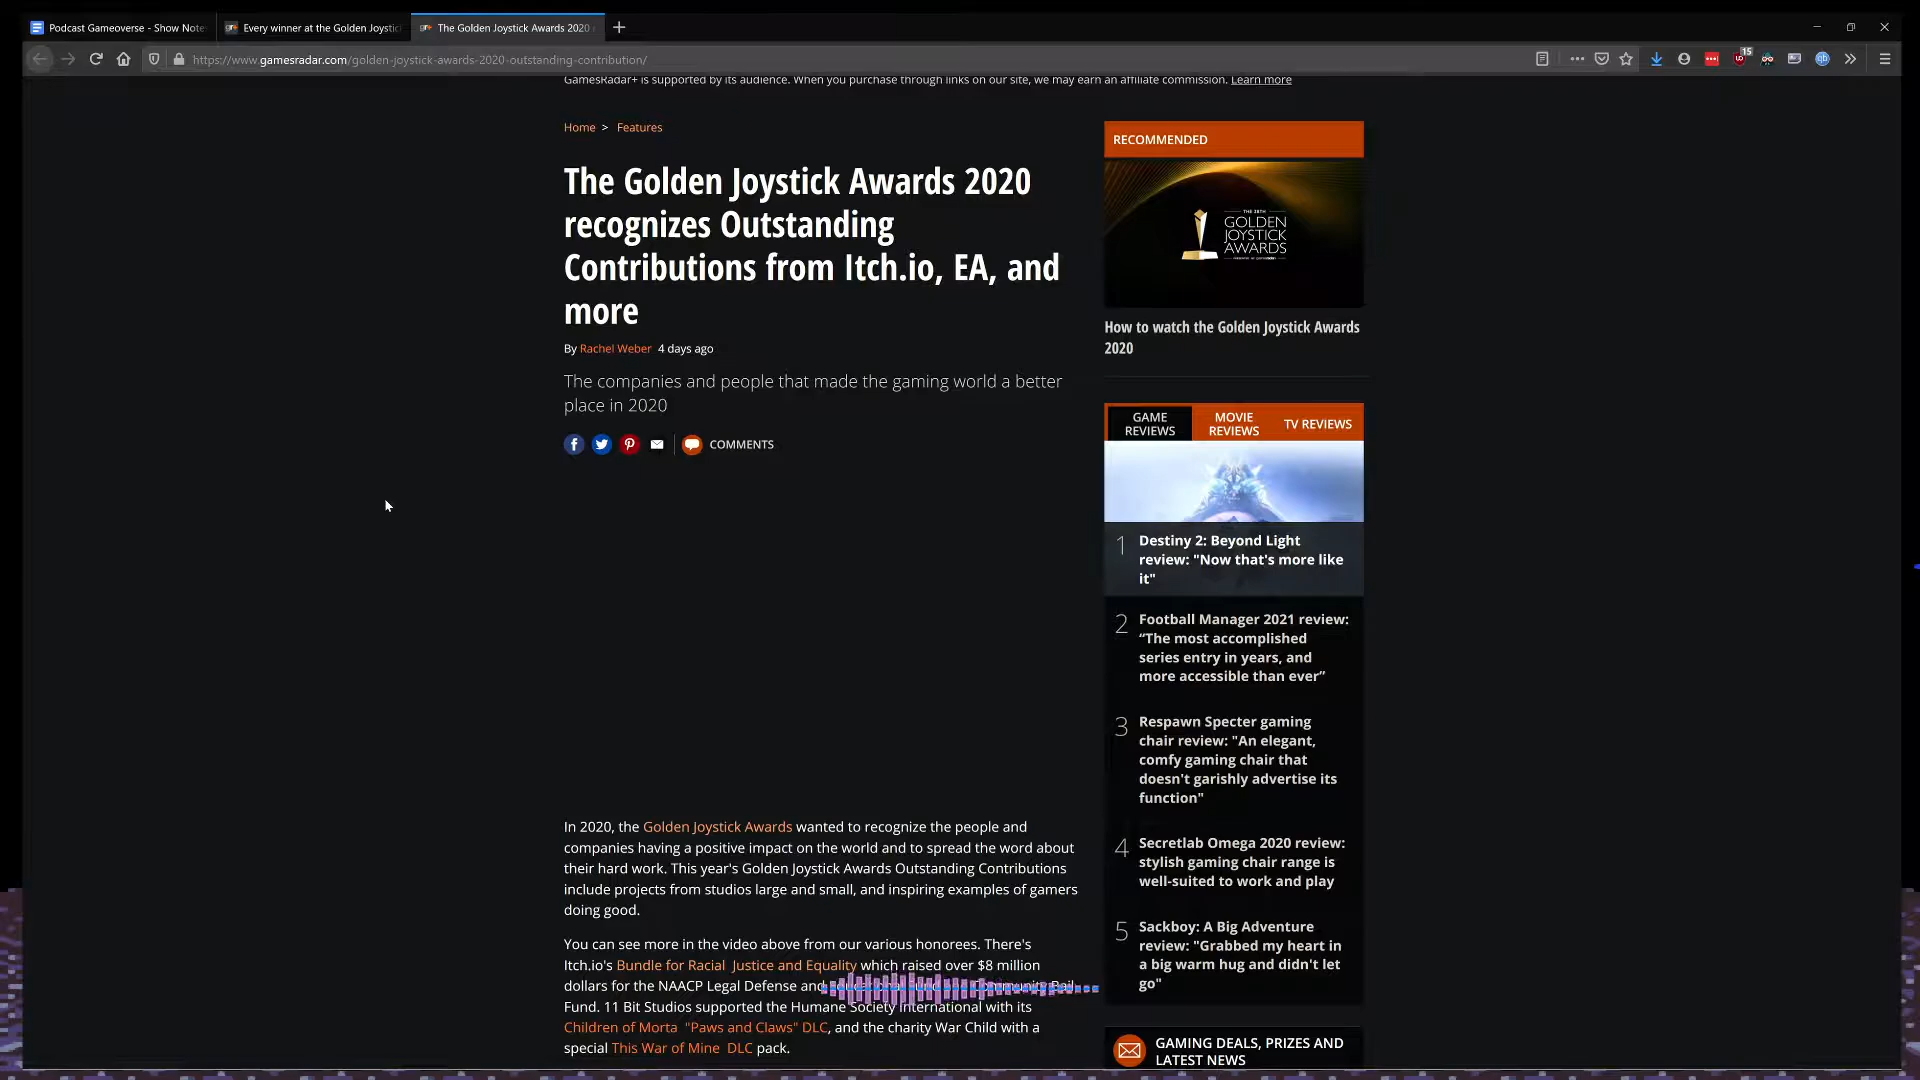 Podcast Gameoverse - Show Note
Every winner at the Golden Joystic
The Golden Joystick Awards 2020
https://www.gamesradar.com/golden-joystick-awards-2020-outstanding-contribution/
15
GamesRadar+ is supported by its audience. When you purchase through links on our site, we may earn an affiliate commission. Learn more
Home > Features
The Golden Joystick Awards 2020
recognizes Outstanding
Contributions from Itch.io, EA, and
more
By Rachel Weber 4 days ago
The companies and people that made the gaming world a better
place in 2020
COMMENTS
In 2020, the Golden Joystick Awards wanted to recognize the people and
companies having a positive impact on the world and to spread the word about
their hard work. This year's Golden Joystick Awards Outstanding Contributions
include projects from studios large and small, and inspiring examples of gamers
doing good.
You can see more in the video above from our various honorees. There's
Itch.io's Bundle for Racial Justice and Equality which raised over $8 million
dollars for the NAACP Legal Defense and Community Bail
Fund. 11 Bit Studios supported the Humane Society International with its
Children of Morta "Paws and Claws" DLC, and the charity War Child with a
special This War of Mine DLC pack.
RECOMMENDED
THE 38TH
GOLDEN
JOYSTICK
AWARDS
How to watch the Golden Joystick Awards
2020
GAME
REVIEWS
MOVIE
REVIEWS
TV REVIEWS
1 Destiny 2: Beyond Light
review: "Now that's more like
it"
2 Football Manager 2021 review:
“The most accomplished
series entry in years, and
more accessible than ever”
3 Respawn Specter gaming
chair review: "An elegant,
comfy gaming chair that
doesn't garishly advertise its
function"
4 Secretlab Omega 2020 review:
stylish gaming chair range is
well-suited to work and play
5 Sackboy: A Big Adventure
review: "Grabbed my heart in
a big warm hug and didn't let
go"
GAMING DEALS, PRIZES AND
LATEST NEWS